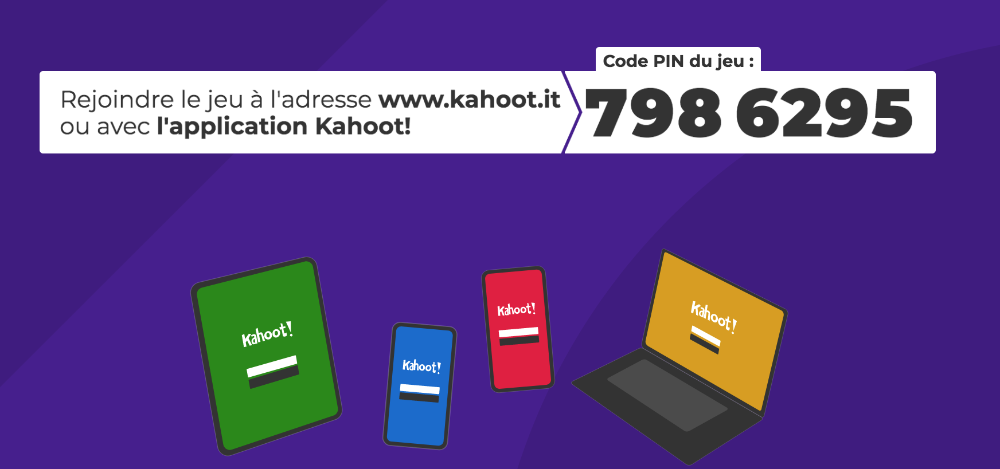 Code PIN du jeu :
Rejoindre le jeu à l'adresse www.kahoot.it
ou avec l'application Kahoot!
798 6295
Kahoot!
Kahoot!
Kahoot!
Kahoot!